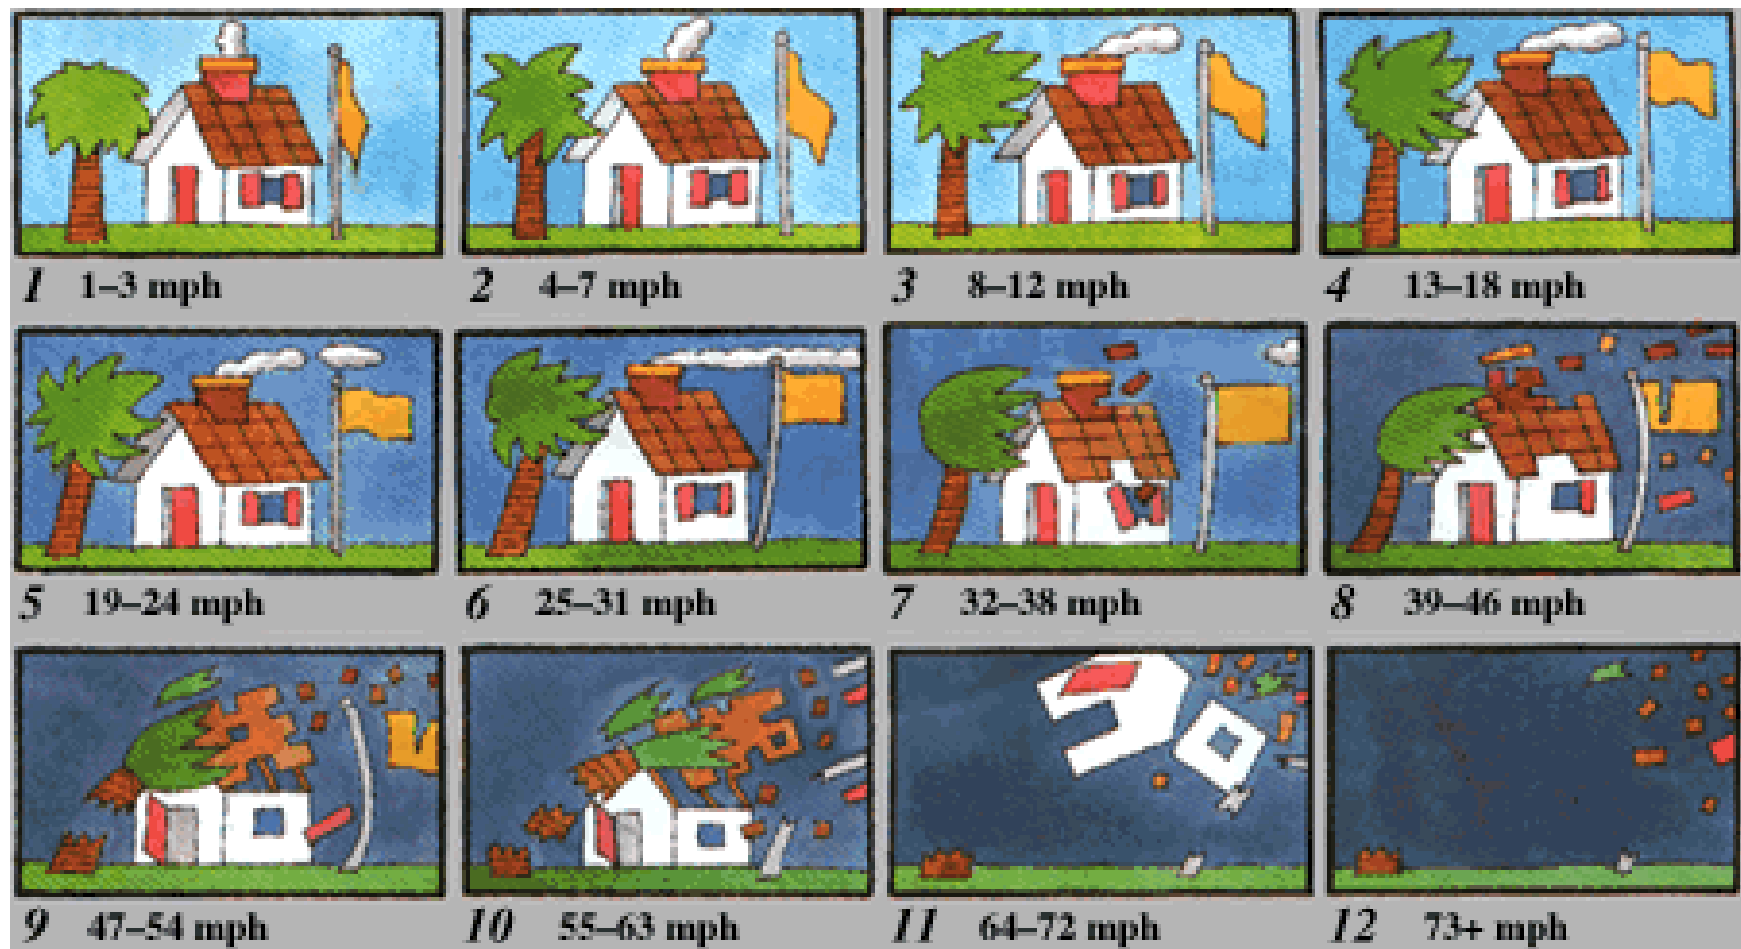 1 1–3 mph
2 4–7 mph
3 8–12 mph
4 13–18 mph
5 19–24 mph
6 25–31 mph
7 32–38 mph
8 39–46 mph
9 47–54 mph
10 55–63 mph
11 64–72 mph
12 73+ mph